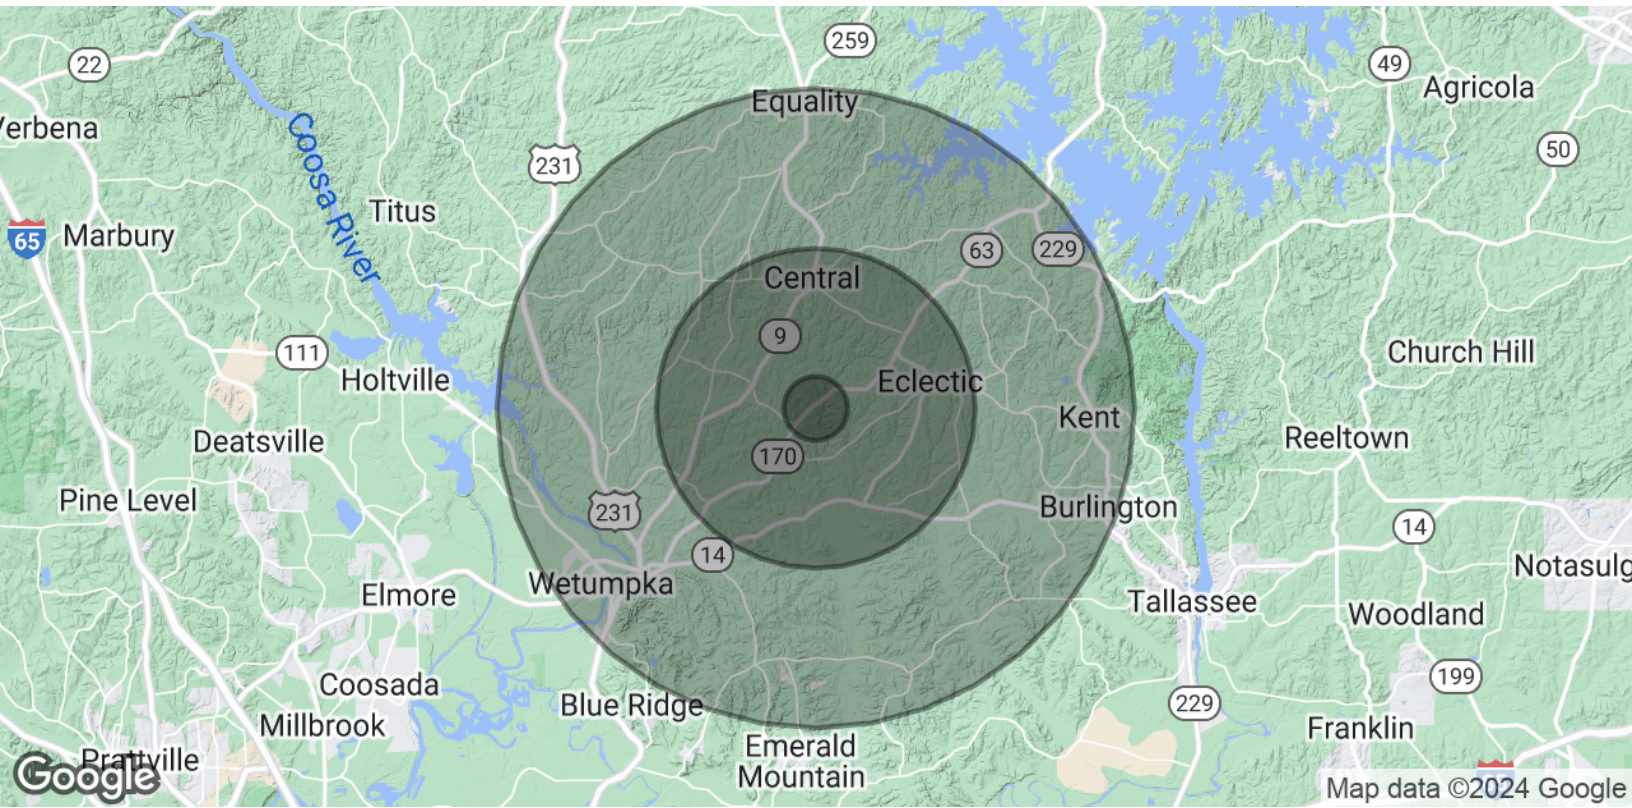 259
22
49
Agricola
Equality
Verbena
50
231
Coosa River
Titus
65
Marbury
63
229
Central
9
111
Church Hill
Holtville
Eclectic
Kent
Deatsville
Reeltown
170
Pine Level
Burlington
231
14
14
Notasulg
Wetumpka
Elmore
Tallassee
Woodland
199
Coosada
Blue Ridge
229
Millbrook
Franklin
Emerald
Mountain
Prattville
Google
Map data ©2024 Google